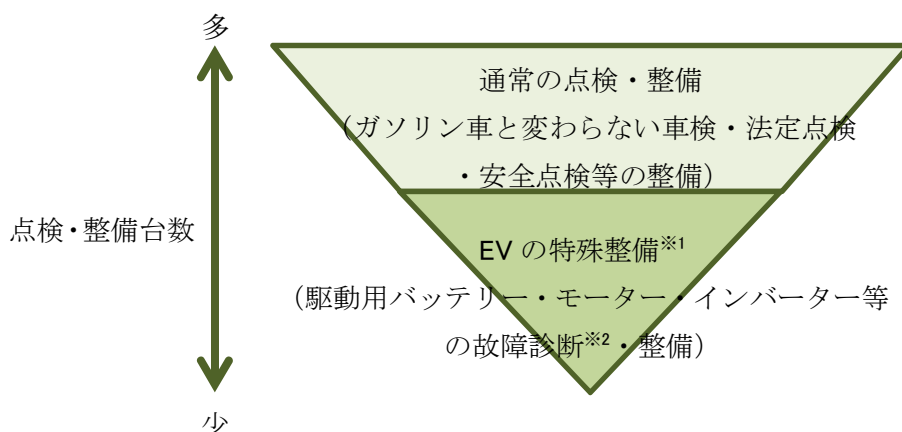 多
通常の点検・整備
（ガソリン車と変わらない車検・法定点検
・安全点検等の整備）
点検・整備台数
EV の特殊整備※1
（駆動用バッテリー・モーター・インバーター等
の故障診断※2・整備）
少